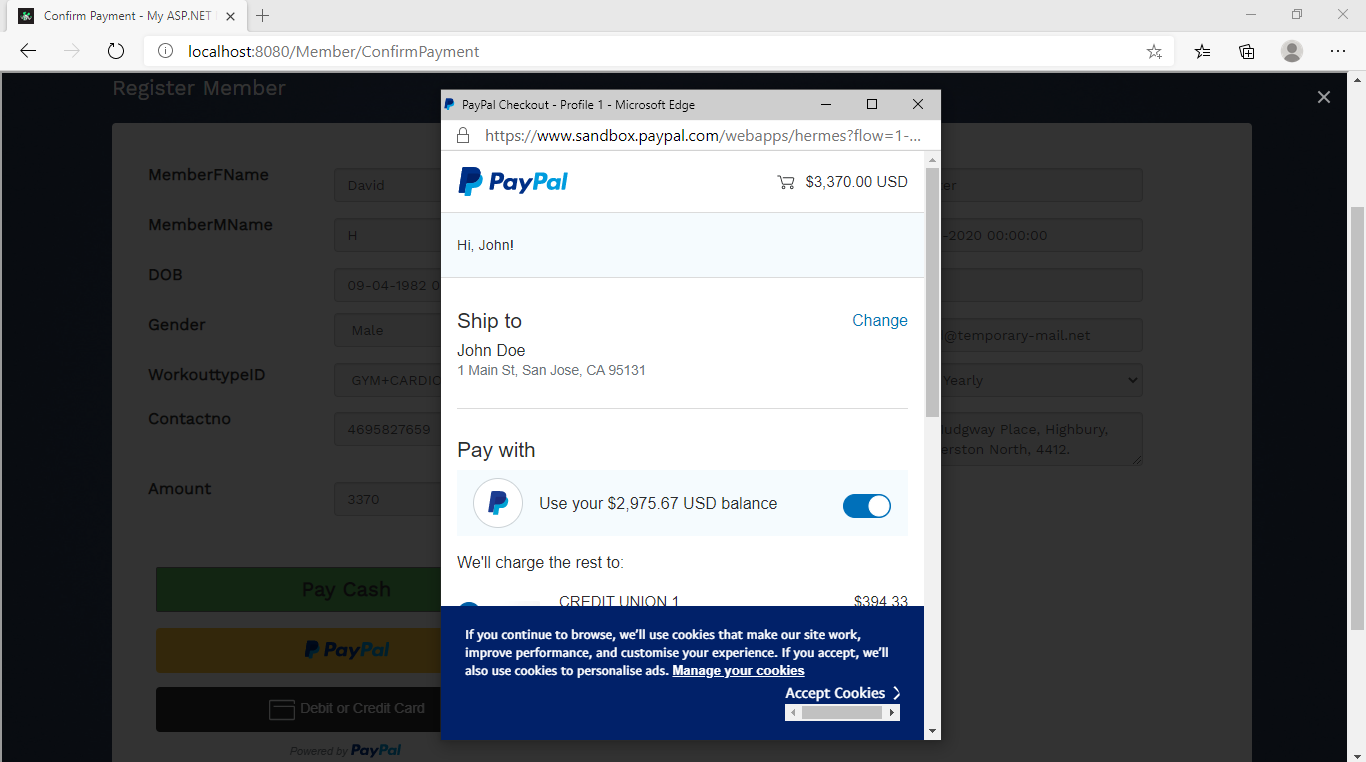 Confirm Payment - My ASP.NET
localhost:8080/Member/ConfirmPayment
Register Member
PayPal Checkout - Profile 1 - Microsoft Edge
https://www.sandbox.paypal.com/webapps/hermes?flow=1-...
PayPal
$3,370.00 USD
Hi, John!
Ship to
Change
John Doe
1 Main St, San Jose, CA 95131
Pay with
Use your $2,975.67 USD balance
We'll charge the rest to:
CREDIT UNION 1
$394.33
If you continue to browse, we'll use cookies that make our site work,
improve performance, and customise your experience. If you accept, we'll
also use cookies to personalise ads. Manage your cookies
Accept Cookies
MemberFName
David
er
MemberMName
H
-2020 00:00:00
DOB
09-04-1982 0
Gender
Male
@temporary-mail.net
WorkouttypeID
GYM+CARDIO
Yearly
Contactno
4695827659
udgway Place, Highbury,
erston North, 4412.
Amount
3370
Pay Cash
PayPal
Debit or Credit Card
Powered by PayPal